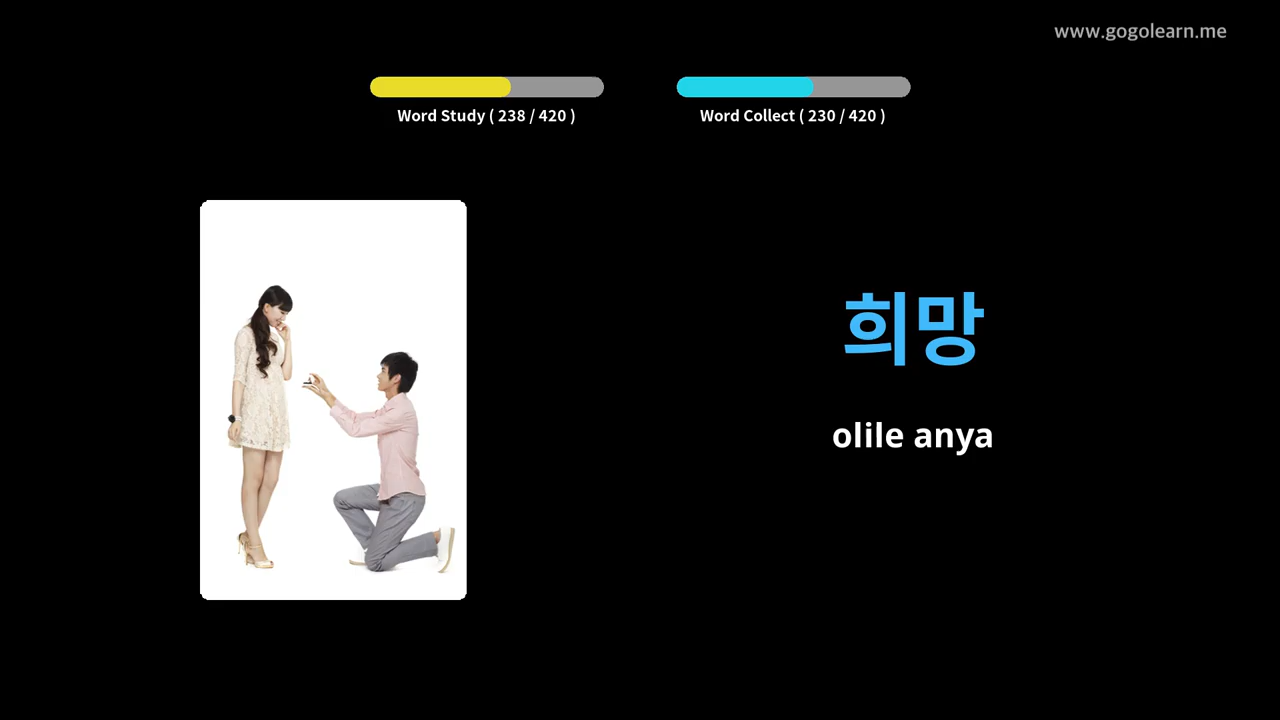 www.gogolearn.me
Word Study ( 238 / 420 )
Word Collect ( 230 / 420 )
희망
olile anya